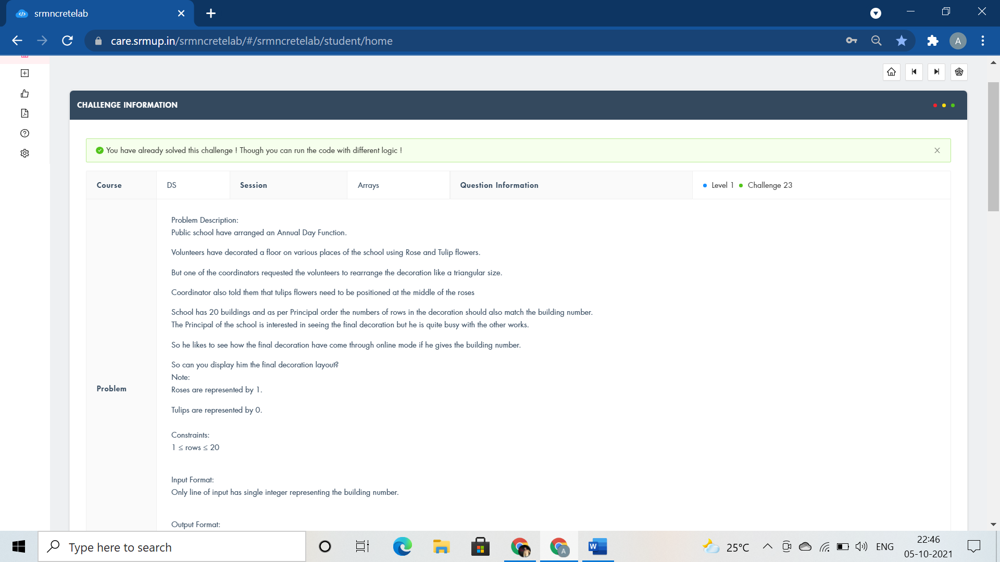 srmncretelab
care.srmup.in/srmncretelab/#/srmncretelab/student/home
A
CHALLENGE INFORMATION
You have already solved this challenge ! Though you can run the code with different logic !
Course DS Session Arrays Question Information Level 1 Challenge 23
Problem
Problem Description:
Public school have arranged an Annual Day Function.
Volunteers have decorated a floor on various places of the school using Rose and Tulip flowers.
But one of the coordinators requested the volunteers to rearrange the decoration like a triangular size.
Coordinator also told them that tulips flowers need to be positioned at the middle of the roses
School has 20 buildings and as per Principal order the numbers of rows in the decoration should also match the building number.
The Principal of the school is interested in seeing the final decoration but he is quite busy with the other works.
So he likes to see how the final decoration have come through online mode if he gives the building number.
So can you display him the final decoration layout?
Note:
Roses are represented by 1.
Tulips are represented by 0.
Constraints:
1 ≤ rows ≤ 20
Input Format:
Only line of input has single integer representing the building number.
Output Format:
Type here to search
A
W
25°C
ENG
22:46
05-10-2021